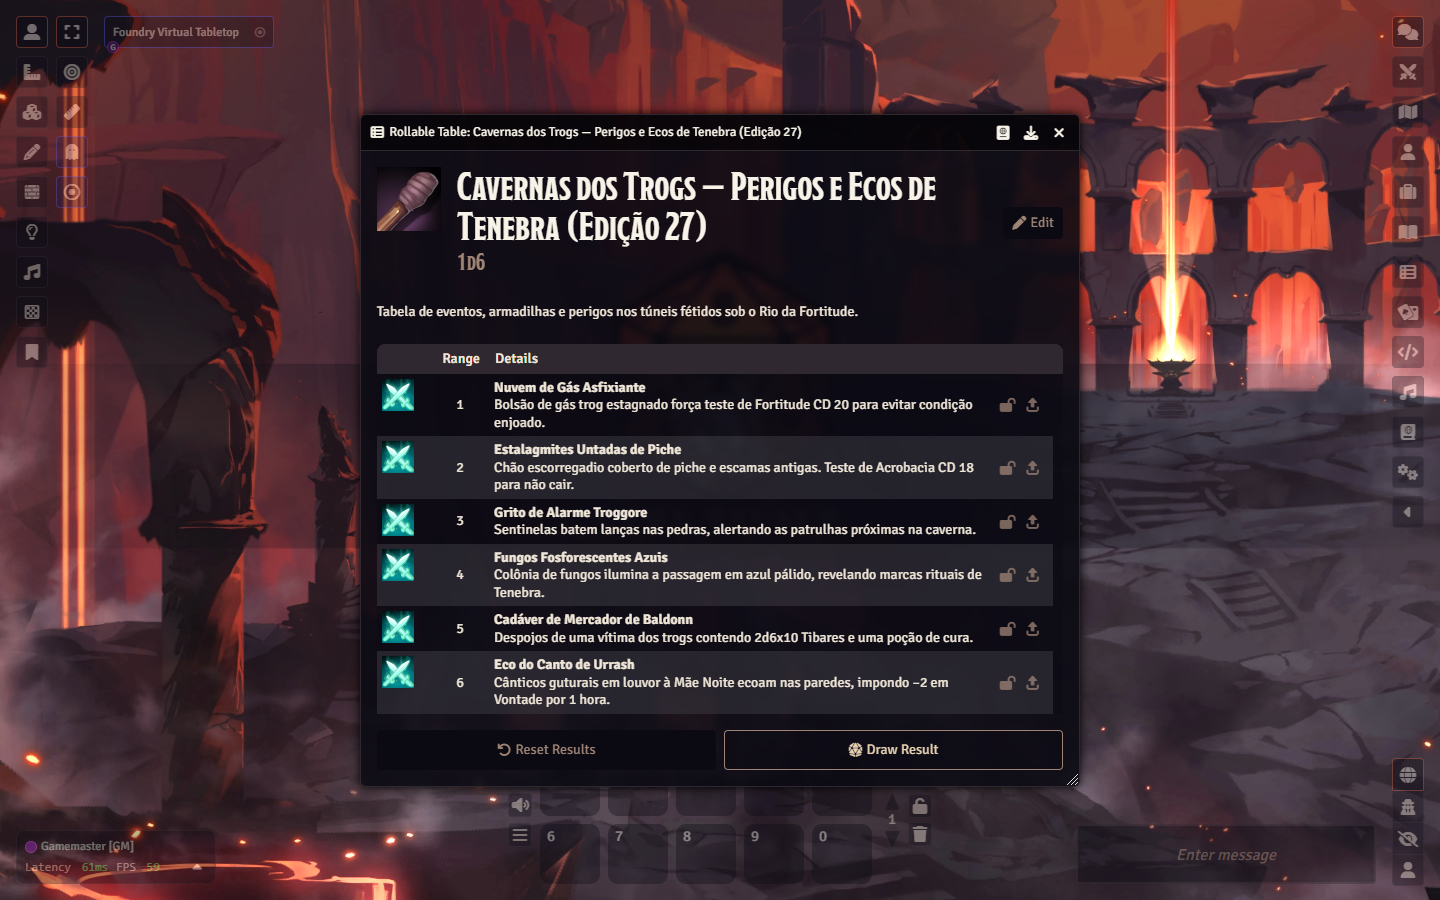 Foundry Virtual Tabletop
G
Rollable Table: Cavernas dos Trogs — Perigos e Ecos de Tenebra (Edição 27)
Cavernas dos Trogs — Perigos e Ecos de
Tenebra (Edição 27)
1d6
Edit
Tabela de eventos, armadilhas e perigos nos túneis fétidos sob o Rio da Fortitude.
Range Details
Nuvem de Gás Asfixiante
1
Bolsão de gás trog estagnado força teste de Fortitude CD 20 para evitar condição
enjoado.
Estalagmites Untadas de Piche
2
Chão escorregadio coberto de piche e escamas antigas. Teste de Acrobacia CD 18
para não cair.
Grito de Alarme Troggore
3
Sentinelas batem lanças nas pedras, alertando as patrulhas próximas na caverna.
Fungos Fosforescentes Azuis
4
Colônia de fungos ilumina a passagem em azul pálido, revelando marcas rituais de
Tenebra.
Cadáver de Mercador de Baldonn
5
Despojos de uma vítima dos trogs contendo 2d6x10 Tibares e uma poção de cura.
Eco do Canto de Urrash
6
Cânticos guturais em louvor à Mãe Noite ecoam nas paredes, impondo −2 em
Vontade por 1 hora.
Reset Results
Draw Result
6 7 8 9 0
1
Gamemaster [GM]
Latency 61ms FPS 59
Enter message